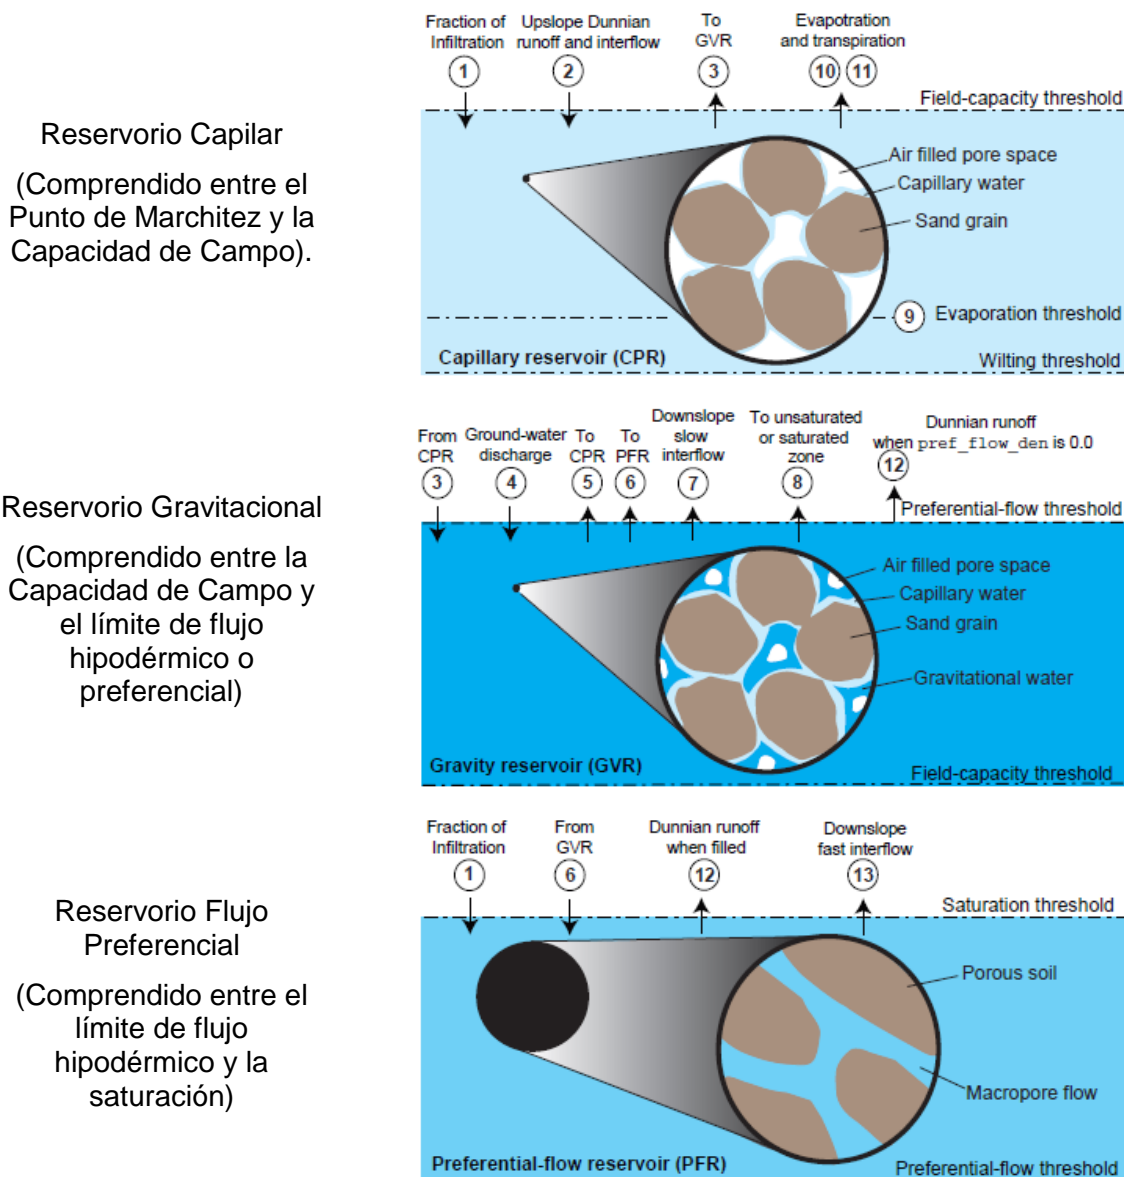 Fraction of
Infiltration
1
Upslope Dunnian
runoff and interflow
2
To
GVR
3
Evapotration
and transpiration
10 11
Field-capacity threshold
Reservorio Capilar
(Comprendido entre el
Punto de Marchitez y la
Capacidad de Campo).
Air filled pore space
Capillary water
Sand grain
9 Evaporation threshold
Capillary reservoir (CPR)
Wilting threshold
From
CPR
3
Ground-water
discharge
4
To
CPR
5
To
PFR
6
Downslope
slow
interflow
7
To unsaturated
or saturated
zone
8
Dunnian runoff
when pref_flow_den is 0.0
12
Preferential-flow threshold
Reservorio Gravitacional
(Comprendido entre la
Capacidad de Campo y
el límite de flujo
hipodérmico o
preferencial)
Air filled pore space
Capillary water
Sand grain
Gravitational water
Gravity reservoir (GVR)
Field-capacity threshold
Fraction of
Infiltration
1
From
GVR
6
Dunnian runoff
when filled
12
Downslope
fast interflow
13
Saturation threshold
Reservorio Flujo
Preferencial
(Comprendido entre el
límite de flujo
hipodérmico y la
saturación)
Porous soil
Macropore flow
Preferential-flow reservoir (PFR)
Preferential-flow threshold